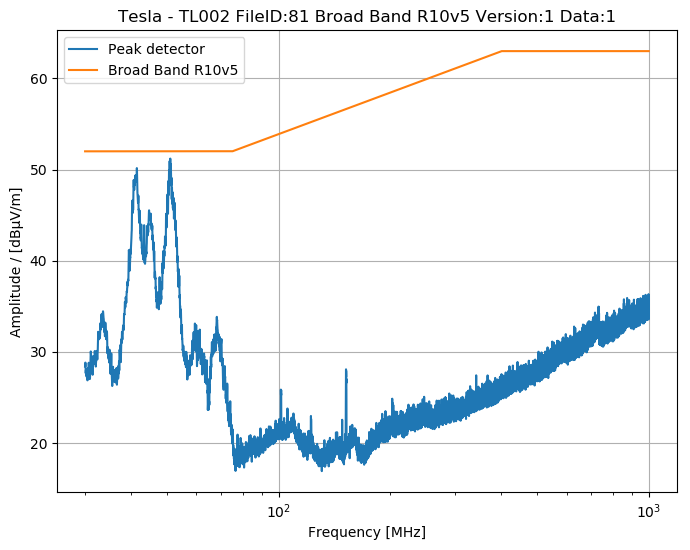 Tesla - TL002 FileID:81 Broad Band R10v5 Version:1 Data:1
Peak detector
Broad Band R10v5
60
50
40
30
20
Amplitude / [dBµV/m]
10²
10³
Frequency [MHz]